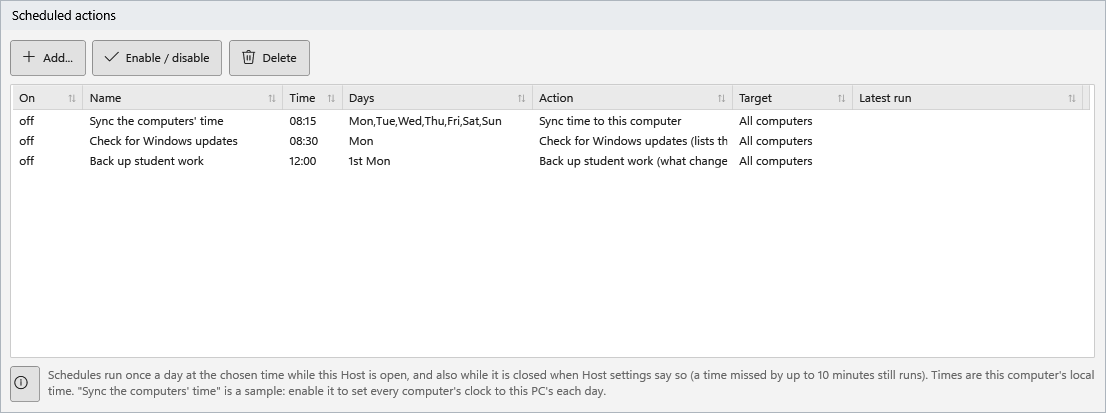 Scheduled actions
Add... Enable / disable Delete
On Name Time Days Action Target Latest run
off Sync the computers' time 08:15 Mon,Tue,Wed,Thu,Fri,Sat,Sun Sync time to this computer All computers
off Check for Windows updates 08:30 Mon Check for Windows updates (lists th All computers
off Back up student work 12:00 1st Mon Back up student work (what change All computers
Schedules run once a day at the chosen time while this Host is open, and also while it is closed when Host settings say so (a time missed by up to 10 minutes still runs). Times are this computer's local
time. "Sync the computers' time" is a sample: enable it to set every computer's clock to this PC's each day.